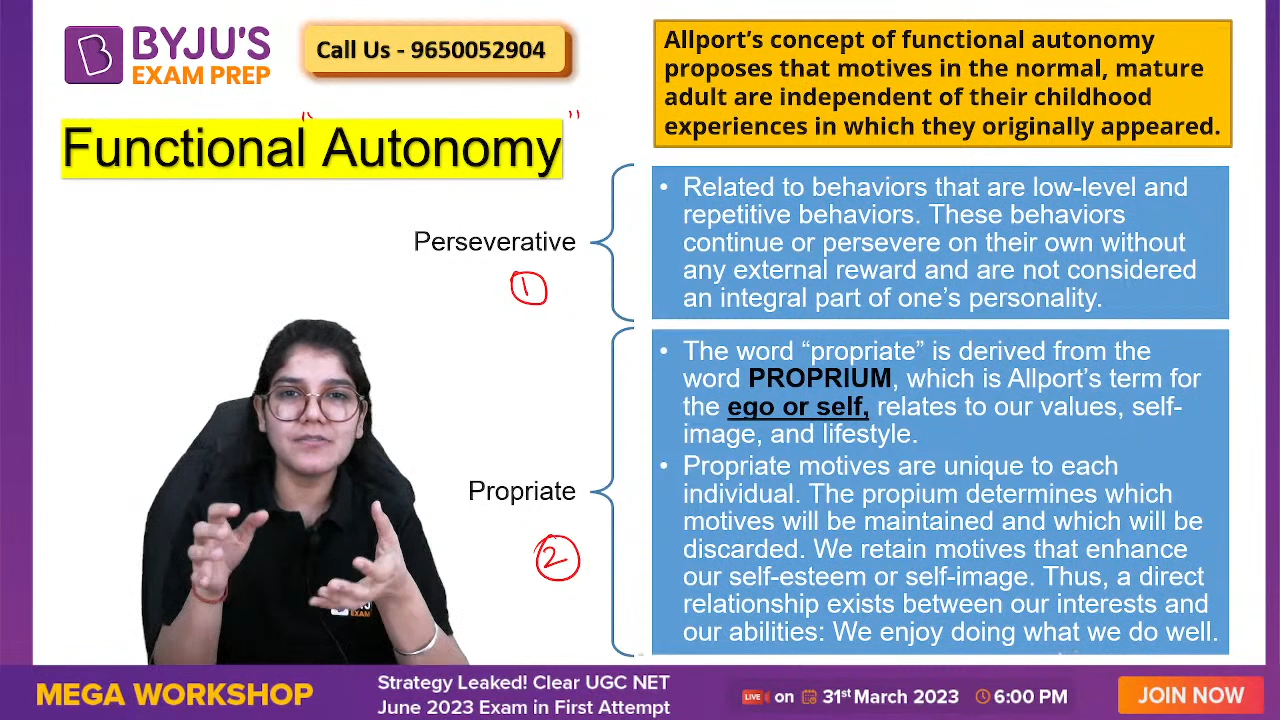 BYJU'S
EXAM PREP
Call Us - 9650052904
Allport's concept of functional autonomy
proposes that motives in the normal, mature
adult are independent of their childhood
experiences in which they originally appeared.
Functional Autonomy
Perseverative
1
• Related to behaviors that are low-level and
repetitive behaviors. These behaviors
continue or persevere on their own without
any external reward and are not considered
an integral part of one's personality.
Propriate
2
• The word “propriate” is derived from the
word PROPRIUM, which is Allport's term for
the ego or self, relates to our values, self-
image, and lifestyle.
• Propriate motives are unique to each
individual. The propium determines which
motives will be maintained and which will be
discarded. We retain motives that enhance
our self-esteem or self-image. Thus, a direct
relationship exists between our interests and
our abilities: We enjoy doing what we do well.
EXAM
MEGA WORKSHOP
Strategy Leaked! Clear UGC NET
June 2023 Exam in First Attempt
LIVE on 31st March 2023 6:00 PM
JOIN NOW